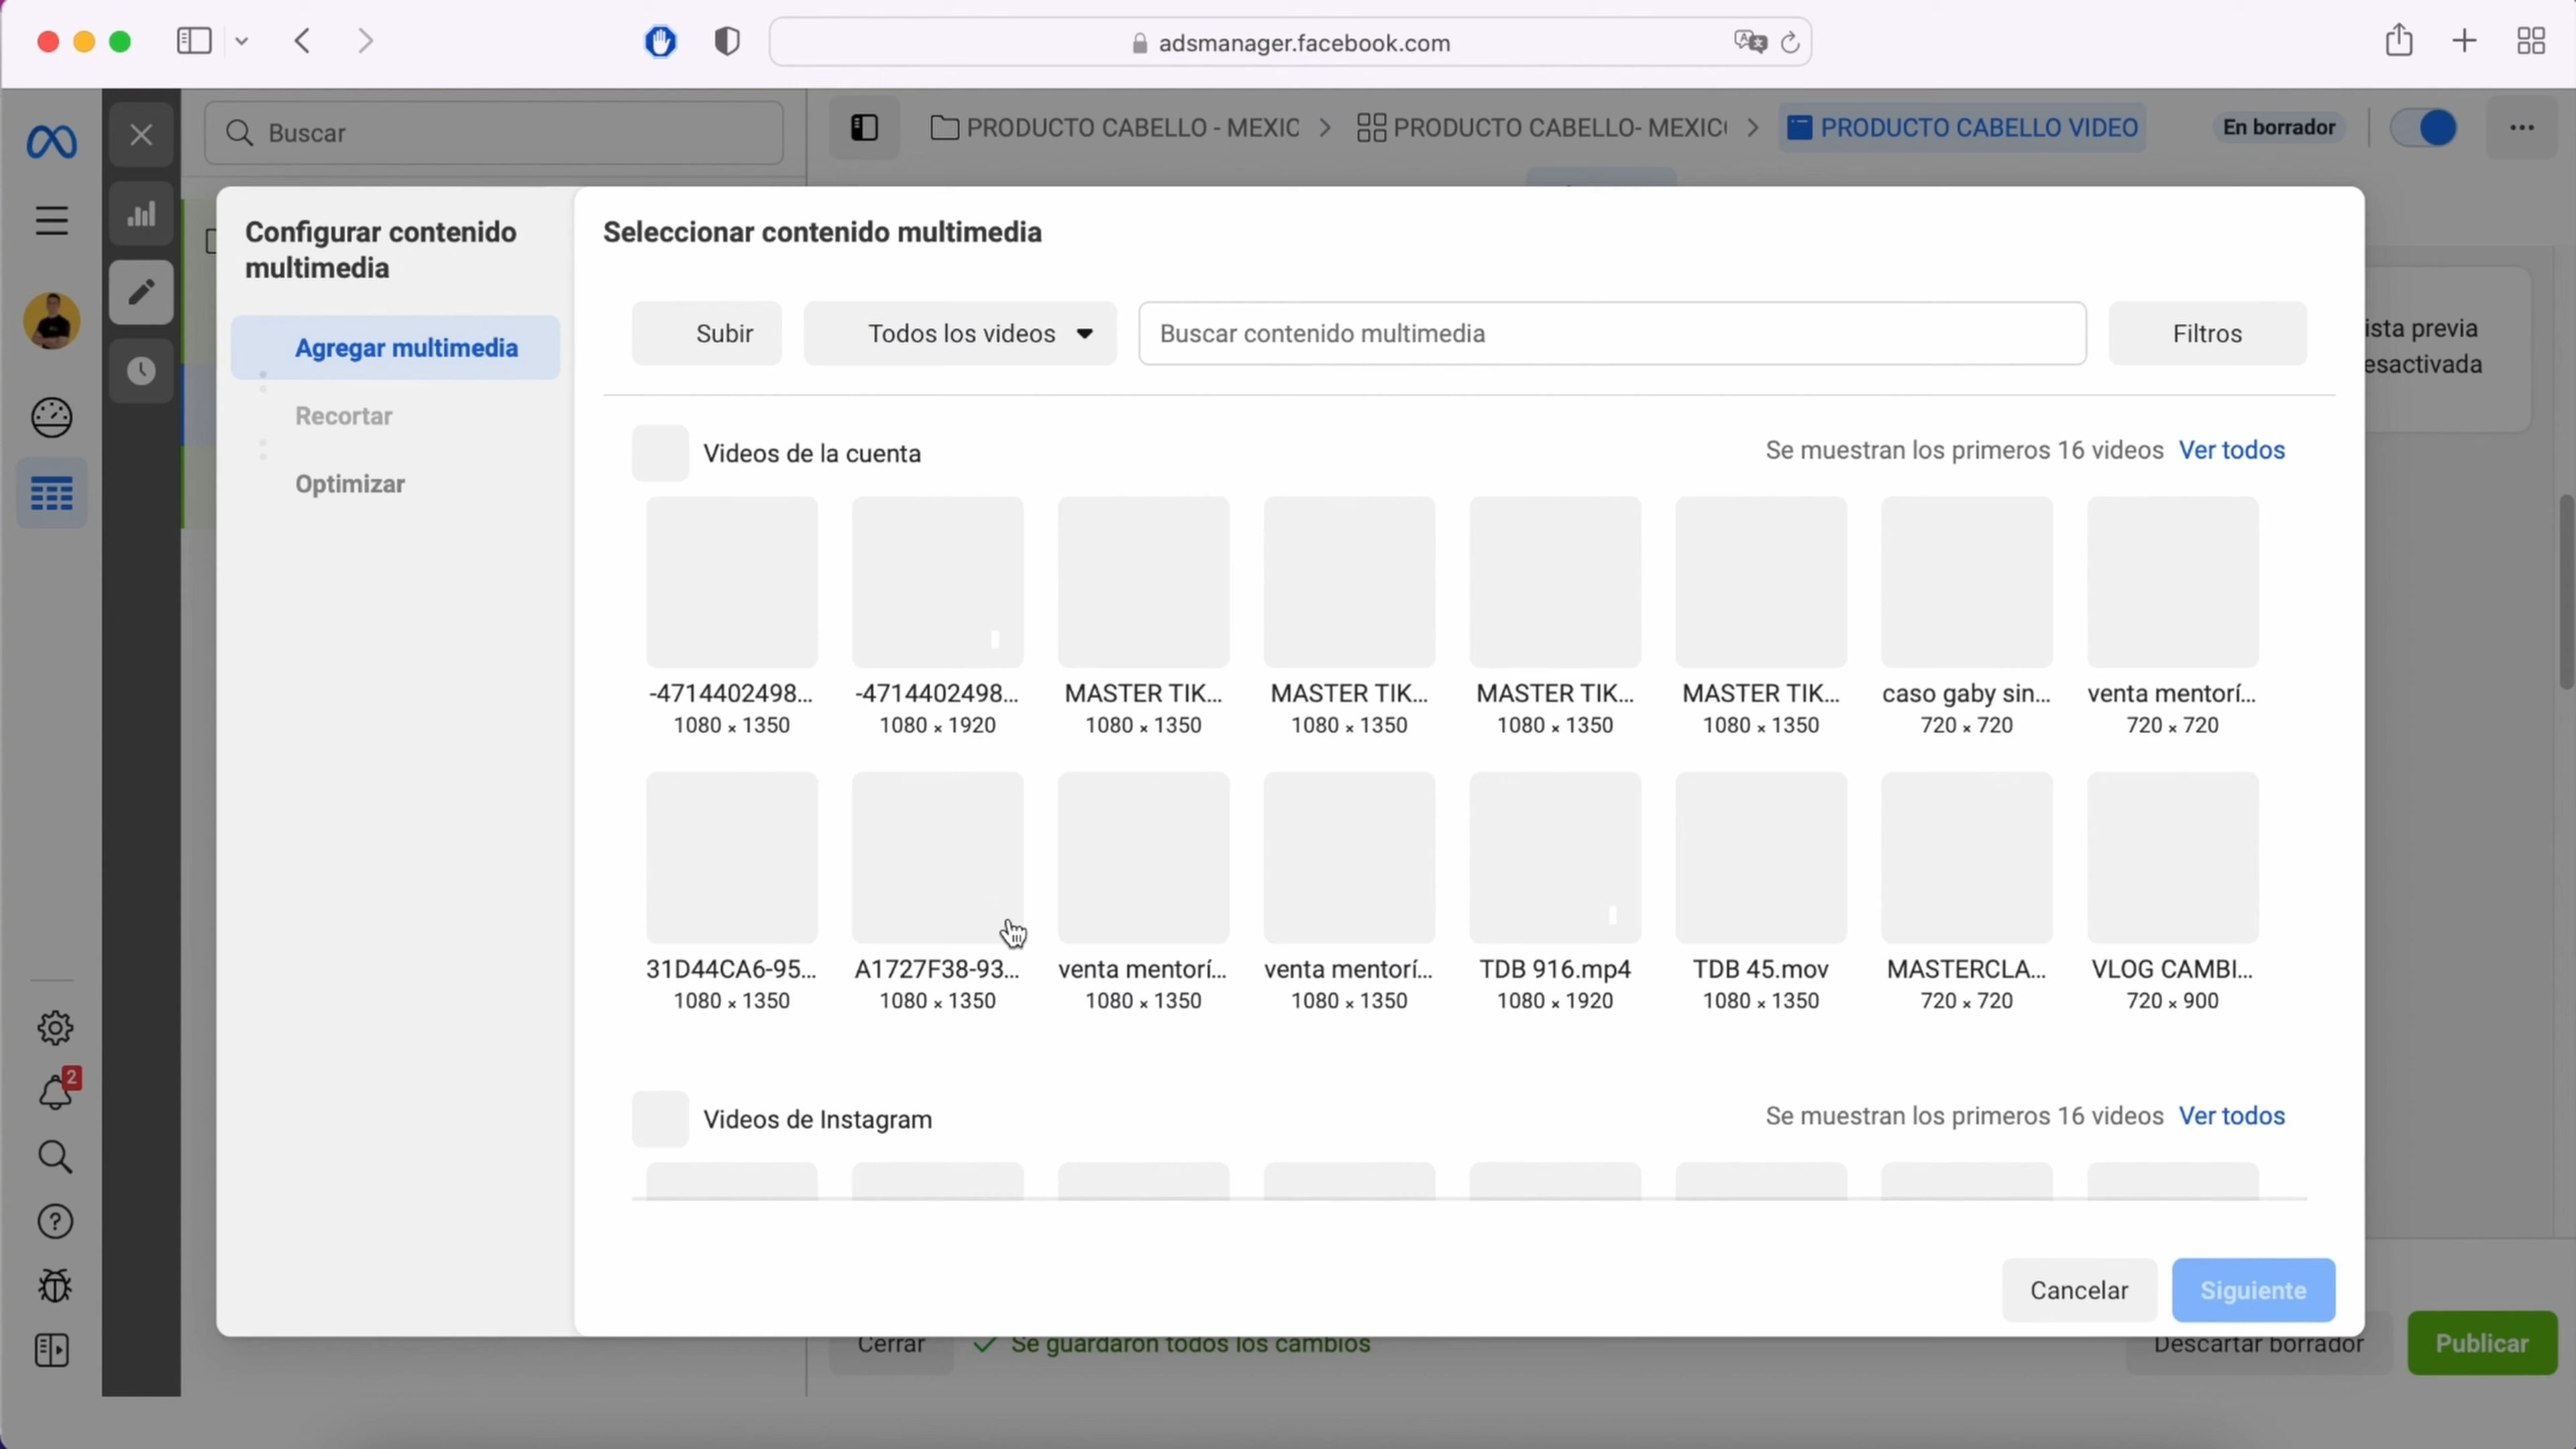 adsmanager.facebook.com
Buscar
PRODUCTO CABELLO - MEXIC
PRODUCTO CABELLO- MEXIC
PRODUCTO CABELLO VIDEO
En borrador
Configurar contenido
multimedia
Agregar multimedia
Recortar
Optimizar
Seleccionar contenido multimedia
Subir
Todos los videos
Buscar contenido multimedia
Filtros
ista previa
esactivada
Videos de la cuenta
Se muestran los primeros 16 videos Ver todos
-4714402498... -4714402498... MASTER TIK... MASTER TIK... MASTER TIK... MASTER TIK... caso gaby sin... venta mentorí...
1080 × 1350 1080 × 1920 1080 × 1350 1080 × 1350 1080 × 1350 1080 × 1350 720 × 720 720 × 720
31D44CA6-95... A1727F38-93... venta mentorí... venta mentorí... TDB 916.mp4 TDB 45.mov MASTERCLA... VLOG CAMBI...
1080 × 1350 1080 × 1350 1080 × 1350 1080 × 1350 1080 × 1920 1080 × 1350 720 × 720 720 × 900
Videos de Instagram
Se muestran los primeros 16 videos Ver todos
2
Cancelar
Siguiente
Cerrar
Se guardaron todos los cambios
Descartar borrador
Publicar